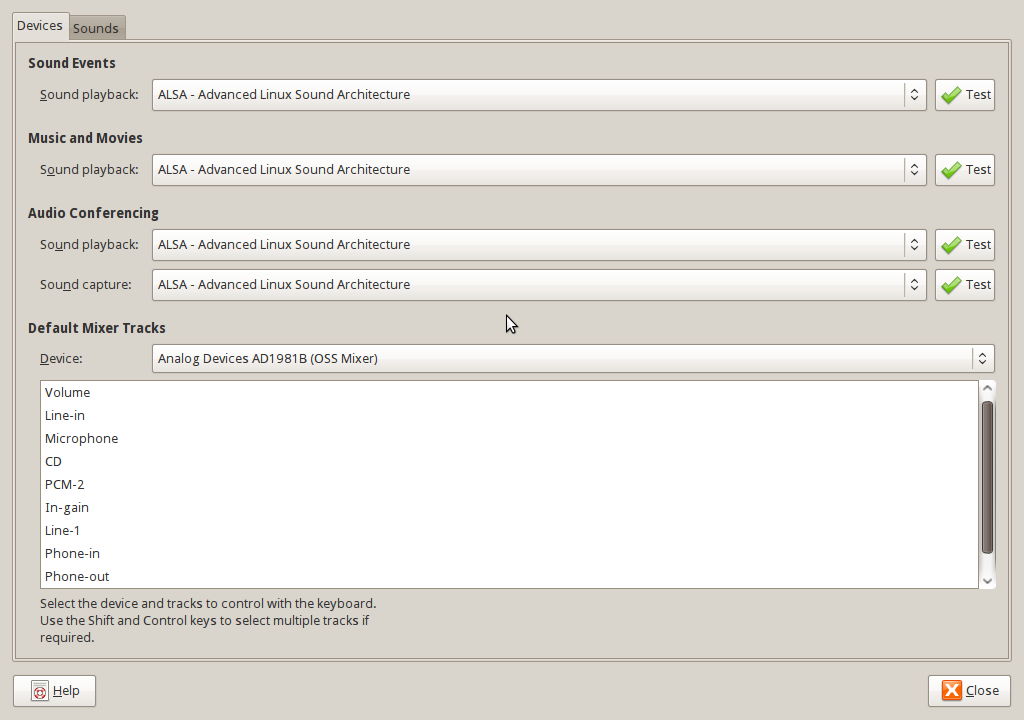 Devices
Sounds
Sound Events
Sound playback: ALSA - Advanced Linux Sound Architecture Test
Music and Movies
Sound playback: ALSA - Advanced Linux Sound Architecture Test
Audio Conferencing
Sound playback: ALSA - Advanced Linux Sound Architecture Test
Sound capture: ALSA - Advanced Linux Sound Architecture Test
Default Mixer Tracks
Device: Analog Devices AD1981B (OSS Mixer)
Volume
Line-in
Microphone
CD
PCM-2
In-gain
Line-1
Phone-in
Phone-out
Select the device and tracks to control with the keyboard.
Use the Shift and Control keys to select multiple tracks if
required.
Help
Close